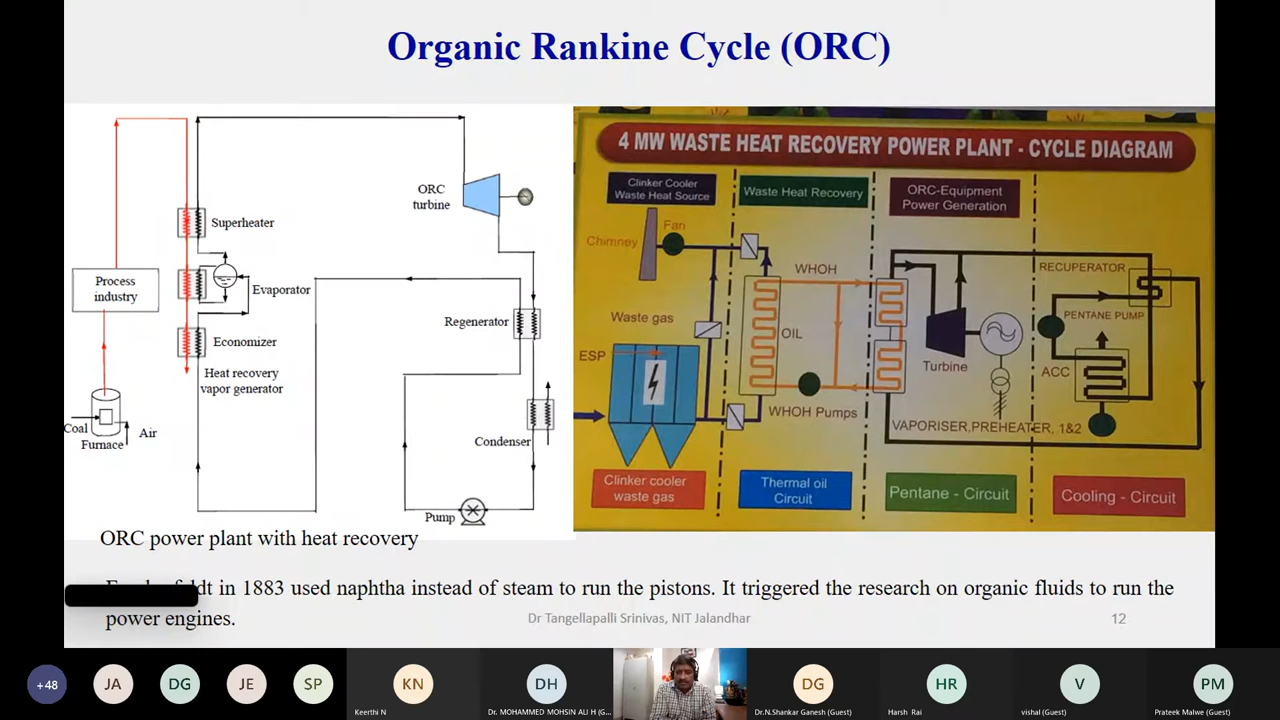 Organic Rankine Cycle (ORC)
ORC
turbine
Superheater
Process
industry
Evaporator
Regenerator
Economizer
Heat recovery
vapor generator
Coal
Air
Furnace
Condenser
Pump
4 MW WASTE HEAT RECOVERY POWER PLANT - CYCLE DIAGRAM
Clinker Cooler
Waste Heat Source
Waste Heat Recovery
ORC-Equipment
Power Generation
Fan
Chimney
WHOH
RECUPERATOR
PENTANE PUMP
Waste gas
OIL
ESP
Turbine
ACC
WHOH Pumps
VAPORISER,PREHEATER, 1&2
Clinker cooler
waste gas
Thermal oil
Circuit
Pentane - Circuit
Cooling - Circuit
ORC power plant with heat recovery
in 1883 used naphtha instead of steam to run the pistons. It triggered the research on organic fluids to run the
power engines.
Dr Tangellapalli Srinivas, NIT Jalandhar
12
+48
JA
DG
JE
SP
KN
DH
DG
HR
V
PM
Keerthi N
Dr. MOHAMMED MOHSIN ALI H (G...
Dr.N.Shankar Ganesh (Guest)
Harsh Rai
vishal (Guest)
Prateek Malwe (Guest)